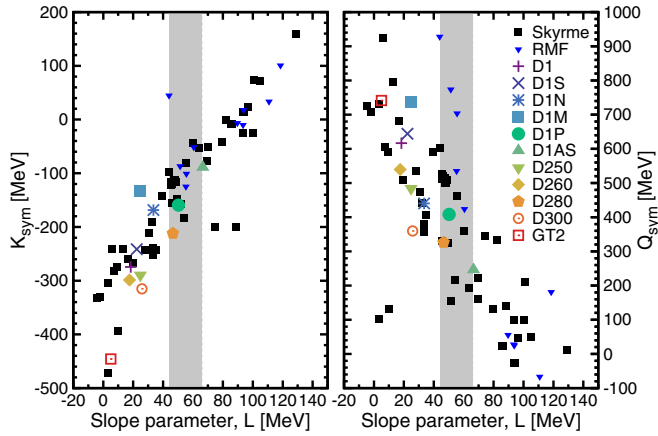 200
100
0
-100
-200
-300
-400
-500
K_sym [MeV]
-20 0 20 40 60 80 100 120 140
Slope parameter, L [MeV]
Skyrme
RMF
D1
D1S
D1N
D1M
D1P
D1AS
D250
D260
D280
D300
GT2
1000
900
800
700
600
500
400
300
200
100
0
-100
Q_sym [MeV]
-20 0 20 40 60 80 100 120 140
Slope parameter, L [MeV]